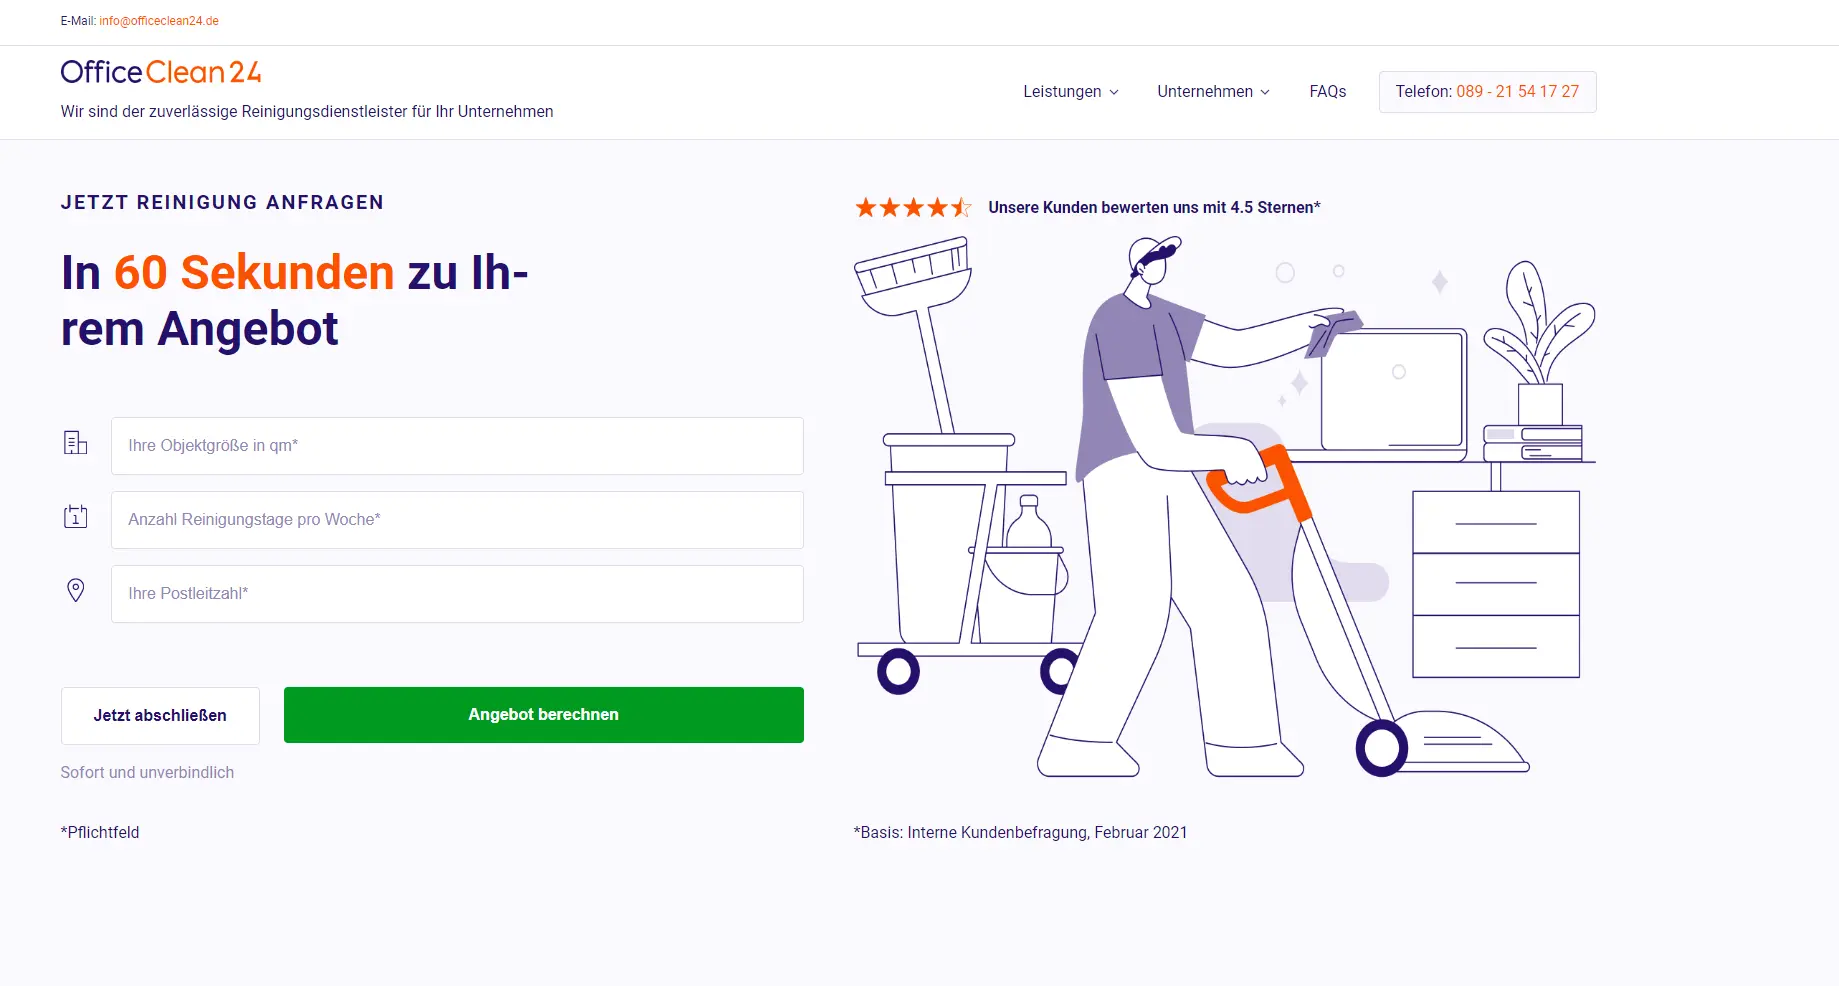 E-Mail: info@officeclean24.de
OfficeClean24
Wir sind der zuverlässige Reinigungsdienstleister für Ihr Unternehmen
Leistungen
Unternehmen
FAQs
Telefon: 089 - 21 54 17 27
JETZT REINIGUNG ANFRAGEN
In 60 Sekunden zu Ih-
rem Angebot
Ihre Objektgröße in qm*
1
Anzahl Reinigungstage pro Woche*
Ihre Postleitzahl*
Jetzt abschließen
Angebot berechnen
Sofort und unverbindlich
*Pflichtfeld
Unsere Kunden bewerten uns mit 4.5 Sternen*
*Basis: Interne Kundenbefragung, Februar 2021